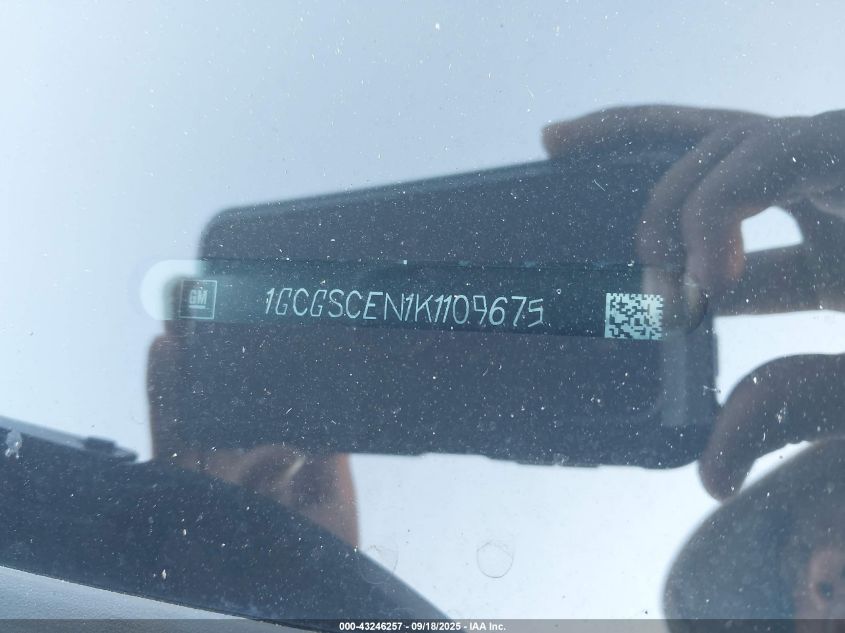 GM
1GCGSCEN1K1109675
000-43246257 - 09/18/2025 - IAA Inc.